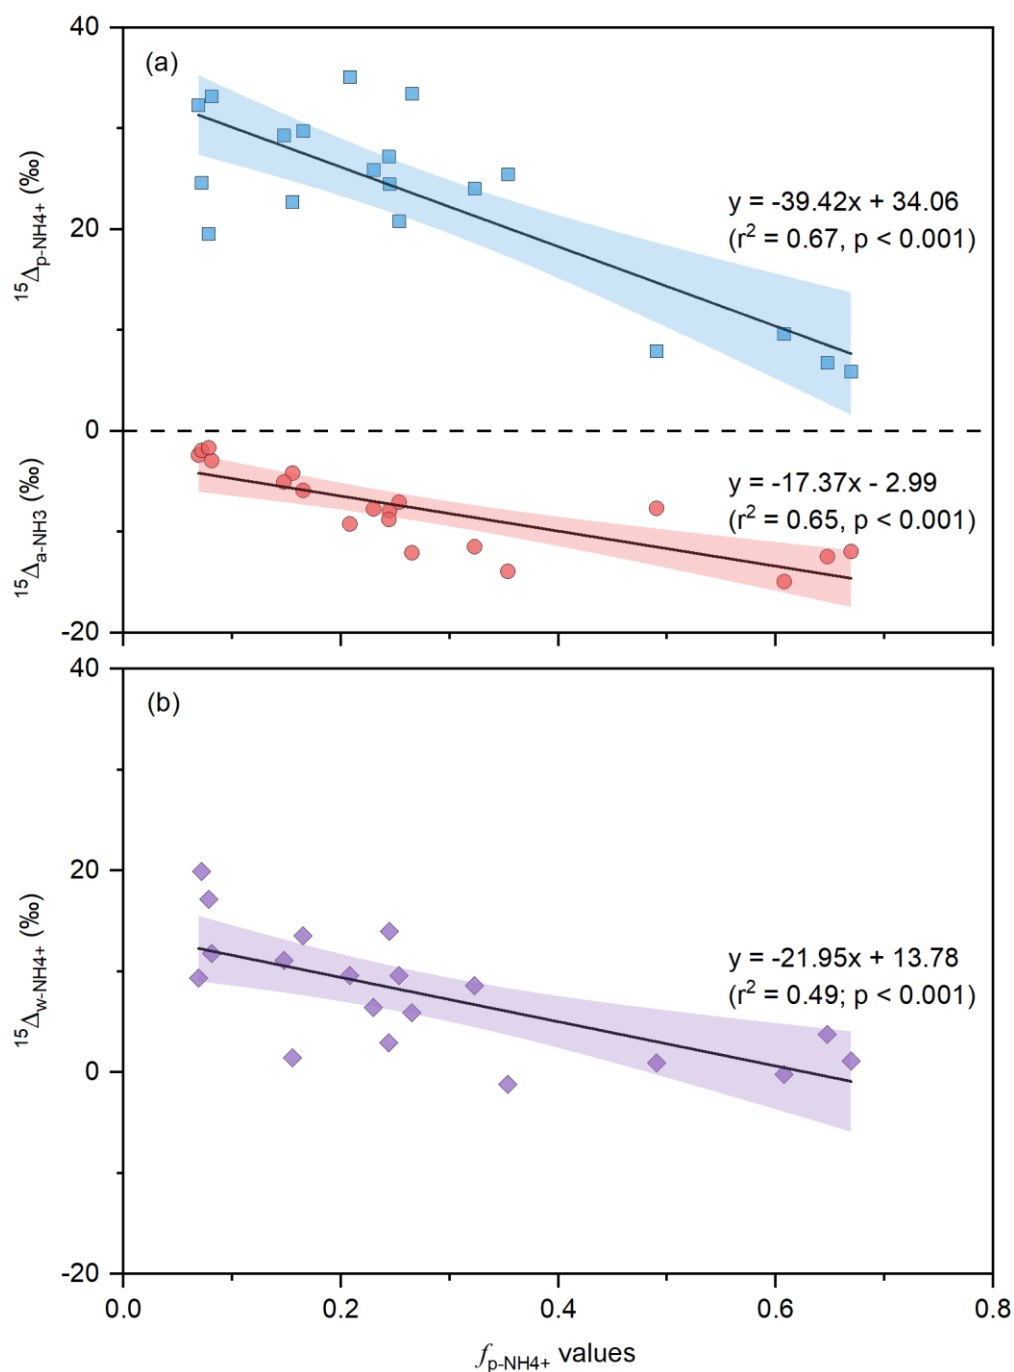 40
(a)
20
0
-20
¹⁵Δp-NH4+ (‰)
¹⁵Δa-NH3 (‰)
y = -39.42x + 34.06
(r² = 0.67, p < 0.001)
y = -17.37x - 2.99
(r² = 0.65, p < 0.001)
40
(b)
20
0
-20
¹⁵Δw-NH4+ (‰)
y = -21.95x + 13.78
(r² = 0.49; p < 0.001)
0.0 0.2 0.4 0.6 0.8
fp-NH4+ values